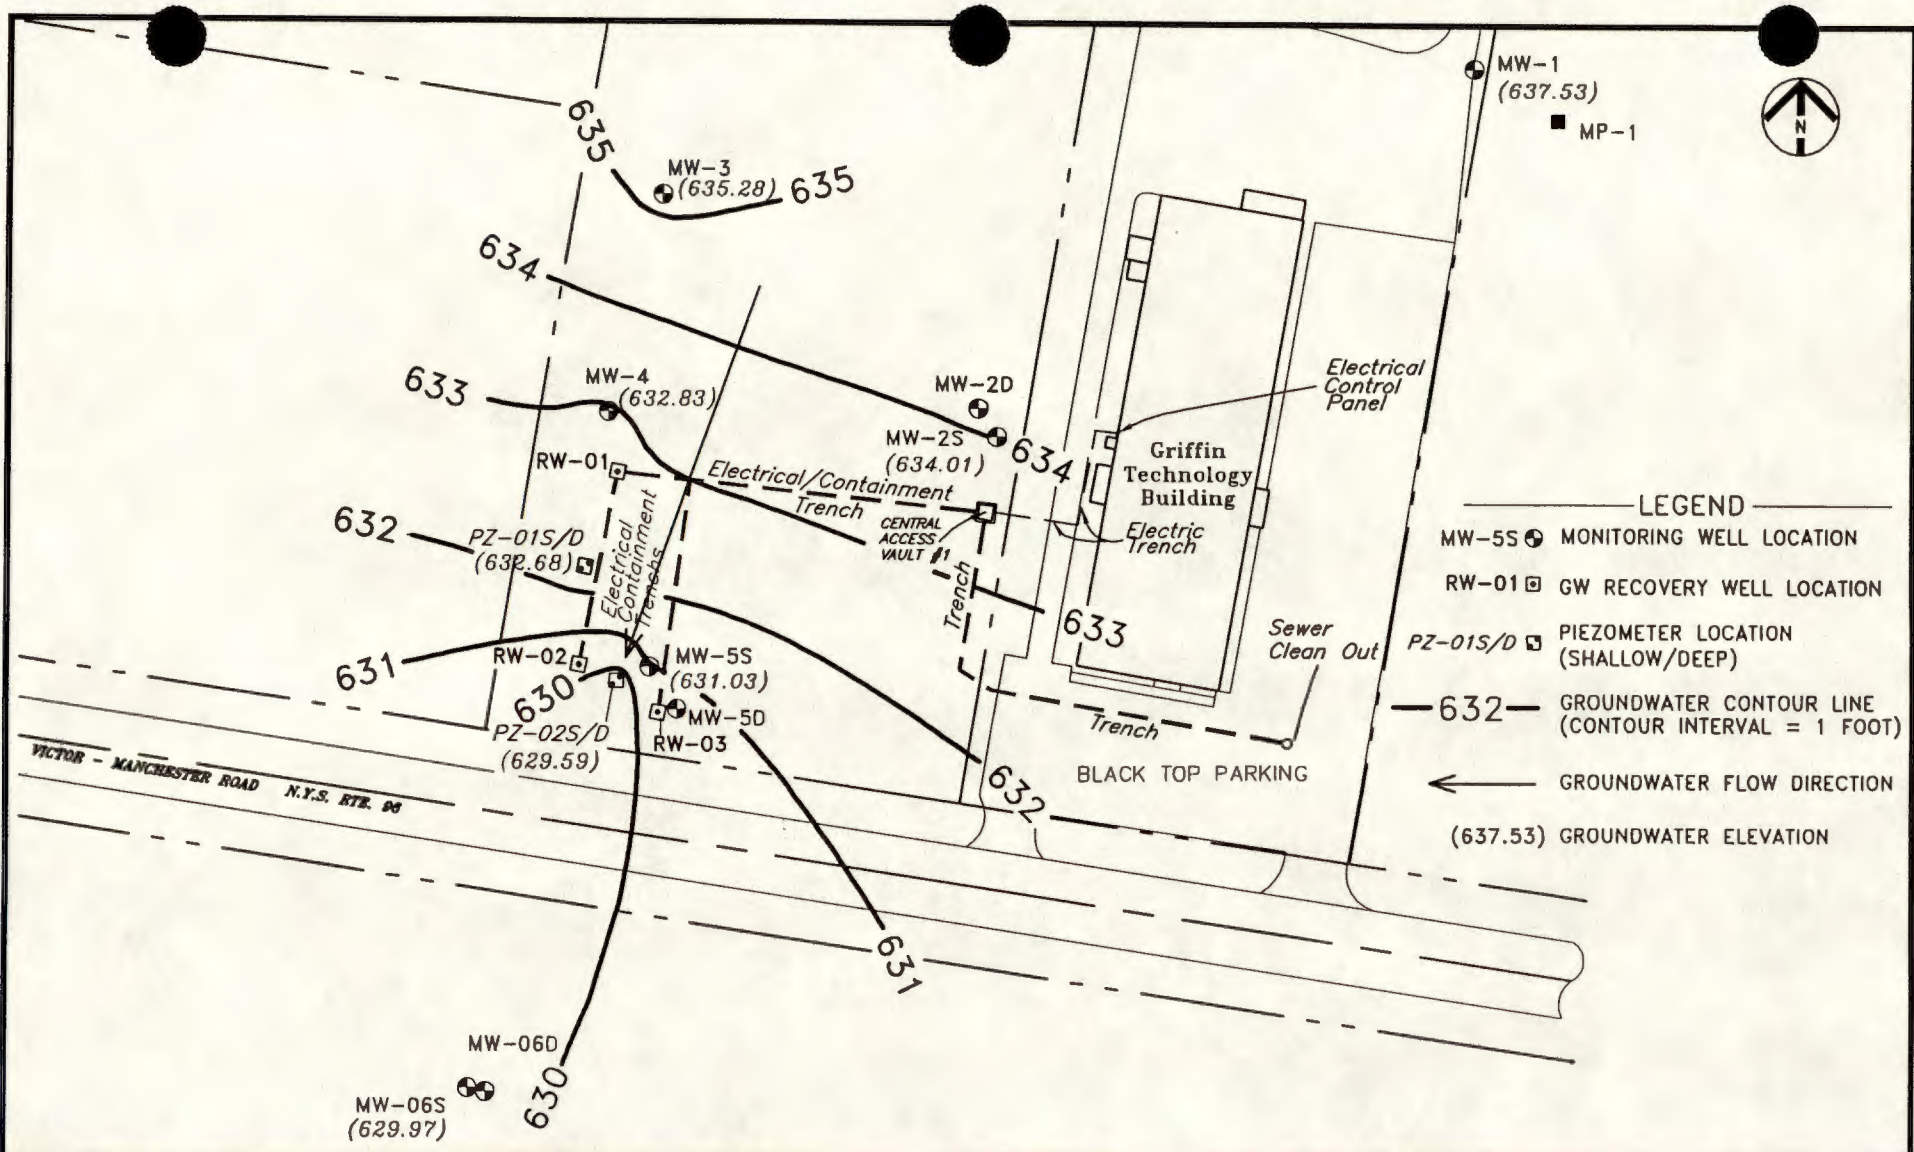 MW-1
(637.53)
MP-1
N
635
MW-3
(635.28)
635
634
633
MW-4
(632.83)
MW-2D
MW-2S
(634.01)
634
Electrical
Control
Panel
Griffin
Technology
Building
RW-01
Electrical/Containment
Trench
CENTRAL
ACCESS
VAULT #1
Electric
Trench
632
PZ-01S/D
(632.68)
Electrical
Containment
Trenchs
Trench
633
Sewer
Clean Out
631
RW-02
MW-5S
(631.03)
630
MW-5D
PZ-02S/D
(629.59)
RW-03
Trench
BLACK TOP PARKING
632
VICTOR - MANCHESTER ROAD N.Y.S. RTE. 96
631
MW-06D
630
MW-06S
(629.97)
LEGEND
MW-5S MONITORING WELL LOCATION
RW-01 GW RECOVERY WELL LOCATION
PZ-01S/D PIEZOMETER LOCATION
(SHALLOW/DEEP)
632 GROUNDWATER CONTOUR LINE
(CONTOUR INTERVAL = 1 FOOT)
GROUNDWATER FLOW DIRECTION
(637.53) GROUNDWATER ELEVATION